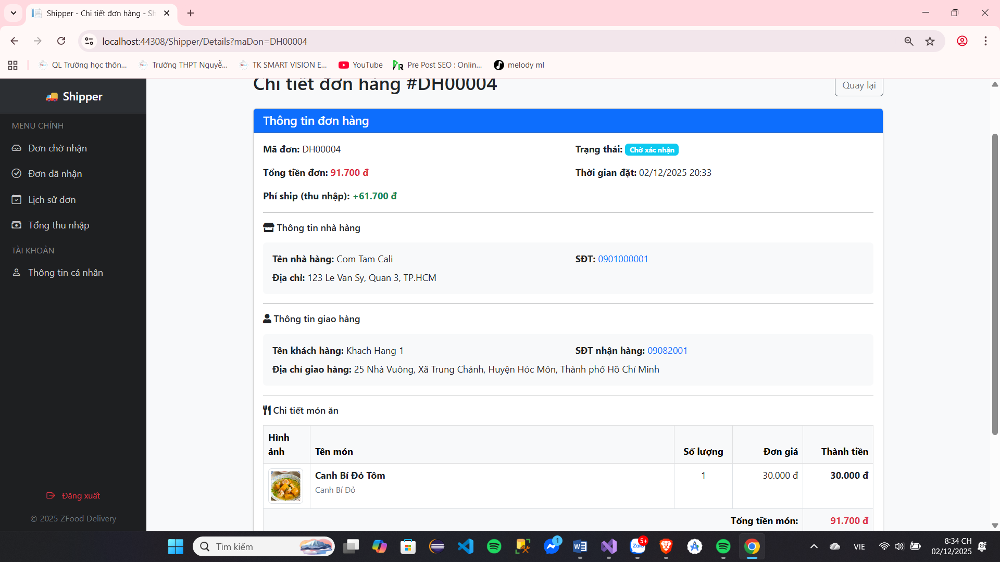 Shipper - Chi tiết đơn hàng - Sh
localhost:44308/Shipper/Details?maDon=DH00004
QL Trường học thôn...
Trường THPT Nguyễ...
TK SMART VISION E...
YouTube
Pre Post SEO : Onlin...
melody ml
Shipper
MENU CHÍNH
Đơn chờ nhận
Đơn đã nhận
Lịch sử đơn
Tổng thu nhập
TÀI KHOẢN
Thông tin cá nhân
Đăng xuất
© 2025 ZFood Delivery
Chi tiết đơn hàng #DH00004
Quay lại
Thông tin đơn hàng
Mã đơn: DH00004
Trạng thái: Chờ xác nhận
Tổng tiền đơn: 91.700 đ
Thời gian đặt: 02/12/2025 20:33
Phí ship (thu nhập): +61.700 đ
Thông tin nhà hàng
Tên nhà hàng: Com Tam Cali
SĐT: 0901000001
Địa chỉ: 123 Le Van Sy, Quan 3, TP.HCM
Thông tin giao hàng
Tên khách hàng: Khach Hang 1
SĐT nhận hàng: 09082001
Địa chỉ giao hàng: 25 Nhà Vuông, Xã Trung Chánh, Huyện Hóc Môn, Thành phố Hồ Chí Minh
Chi tiết món ăn
Hình ảnh
Tên món
Số lượng
Đơn giá
Thành tiền
Canh Bí Đỏ Tôm
Canh Bí Đỏ
1
30.000 đ
30.000 đ
Tổng tiền món:
91.700 đ
Tìm kiếm
1
Zalo
5+
VIE
8:34 CH
02/12/2025